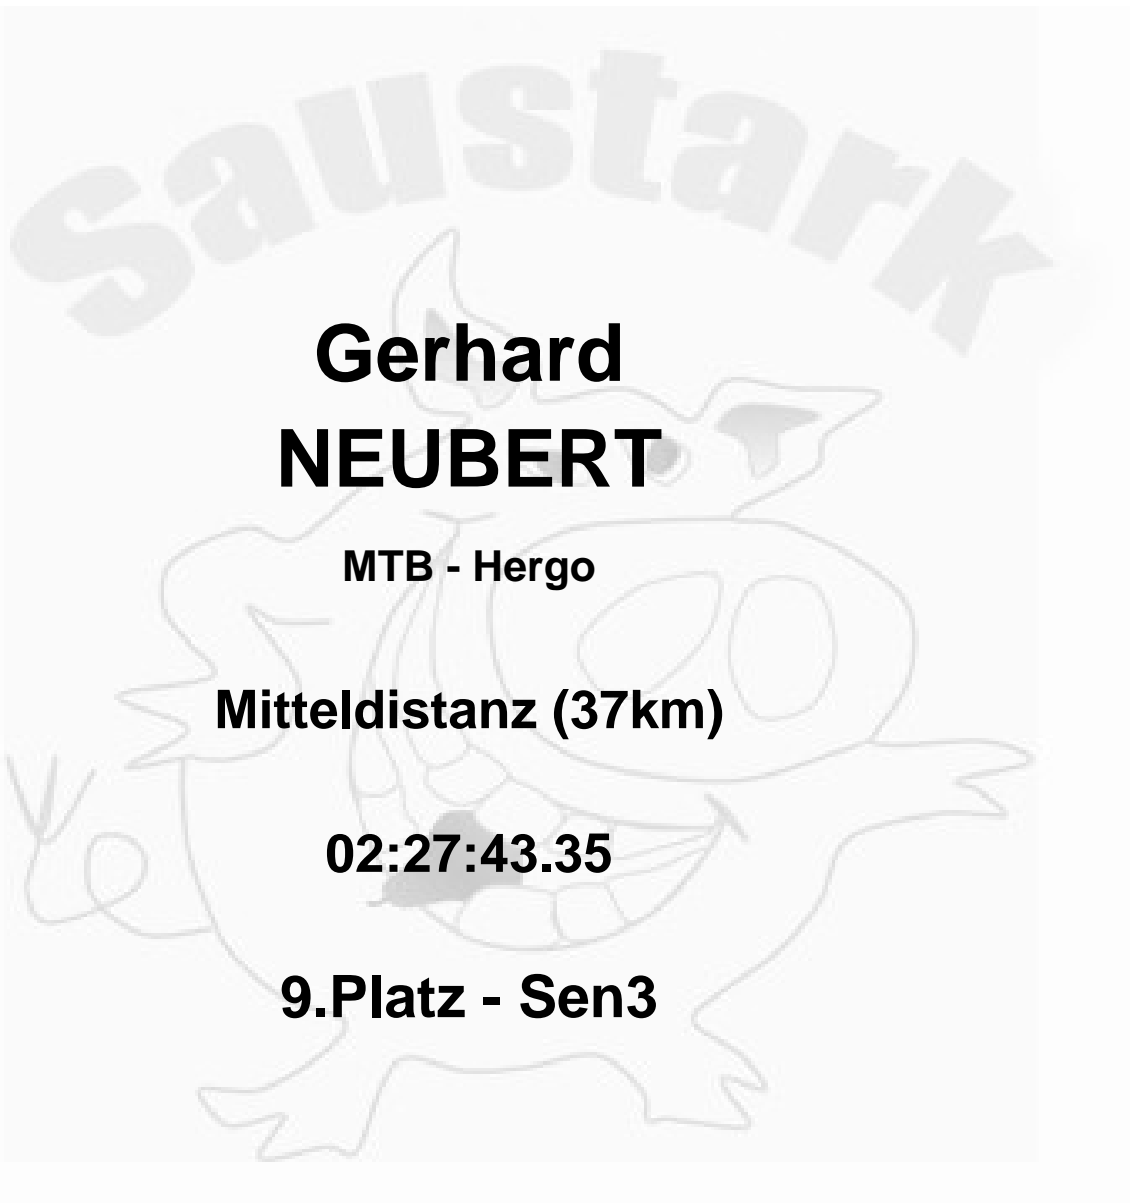 Saustark
Gerhard
NEUBERT
MTB - Hergo
Mitteldistanz (37km)
02:27:43.35
9.Platz - Sen3